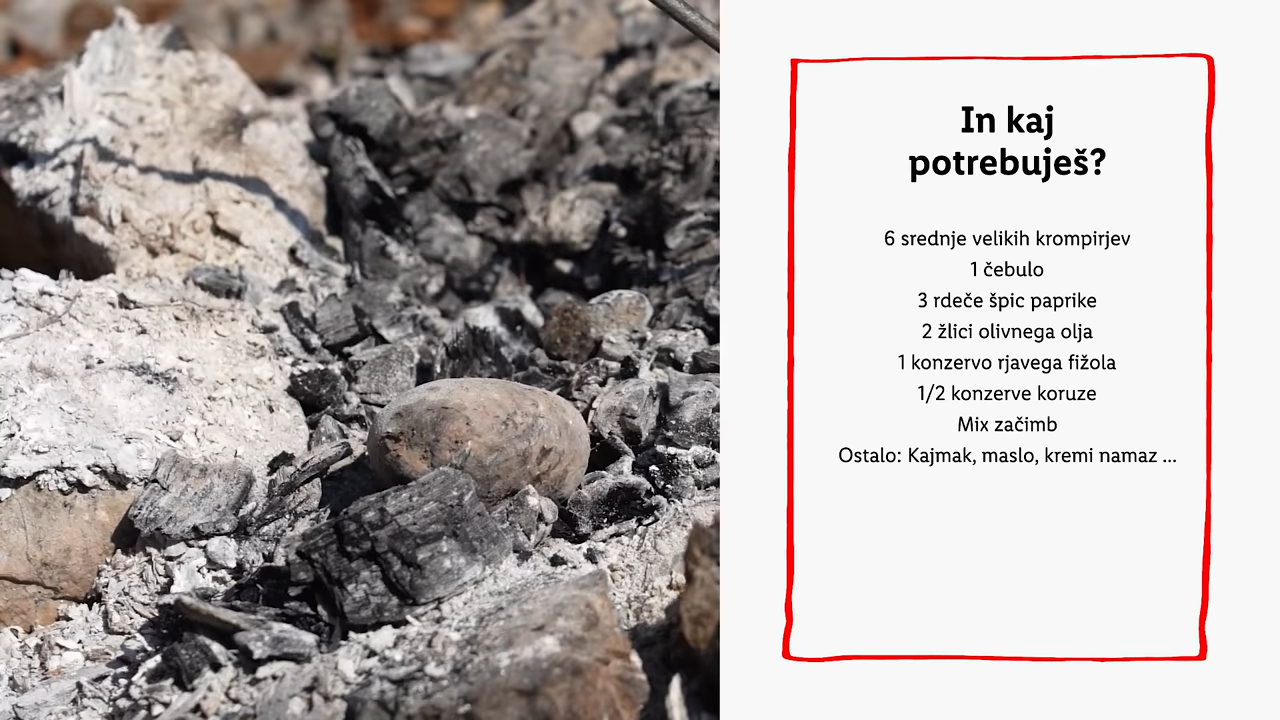 In kaj
potrebuješ?
6 srednje velikih krompirjev
1 čebulo
3 rdeče špic paprike
2 žlici olivnega olja
1 konzervo rjavega fižola
1/2 konzerve koruze
Mix začimb
Ostalo: Kajmak, maslo, kremi namaz ...